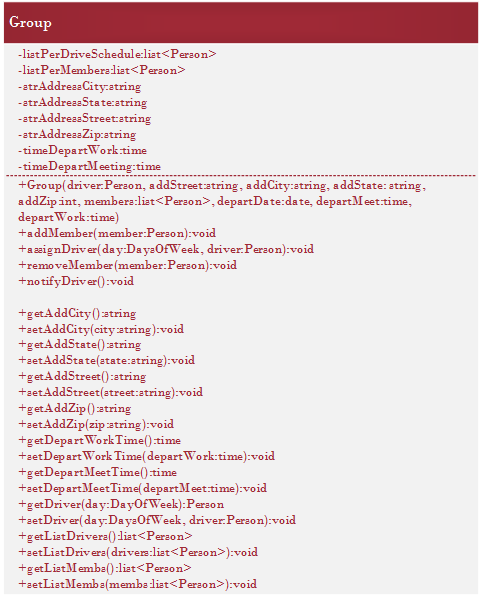 Group
-listPerDriveSchedule:list<Person>
-listPerMembers:list<Person>
-strAddressCity:string
-strAddressState:string
-strAddressStreet:string
-strAddressZip:string
-timeDepartWork:time
-timeDepartMeeting:time
+Group(driver:Person, addStreet:string, addCity:string, addState: string,
addZip:int, members:list<Person>, departDate:date, departMeet:time,
departWork:time)
+addMember(member:Person):void
+assignDriver(day:DaysOfWeek, driver:Person):void
+removeMember(member:Person):void
+notifyDriver():void
+getAddCity():string
+setAddCity(city:string):void
+getAddState():string
+setAddState(state:string):void
+getAddStreet():string
+setAddStreet(street:string):void
+getAddZip():string
+setAddZip(zip:string):void
+getDepartWorkTime():time
+setDepartWorkTime(departWork:time):void
+getDepartMeetTime():time
+setDepartMeetTime(departMeet:time):void
+getDriver(day:DayOfWeek):Person
+setDriver(day:DaysOfWeek, driver:Person):void
+getListDrivers():list<Person>
+setListDrivers(drivers:list<Person>):void
+getListMembs():list<Person>
+setListMembs(membs:list<Person>):void